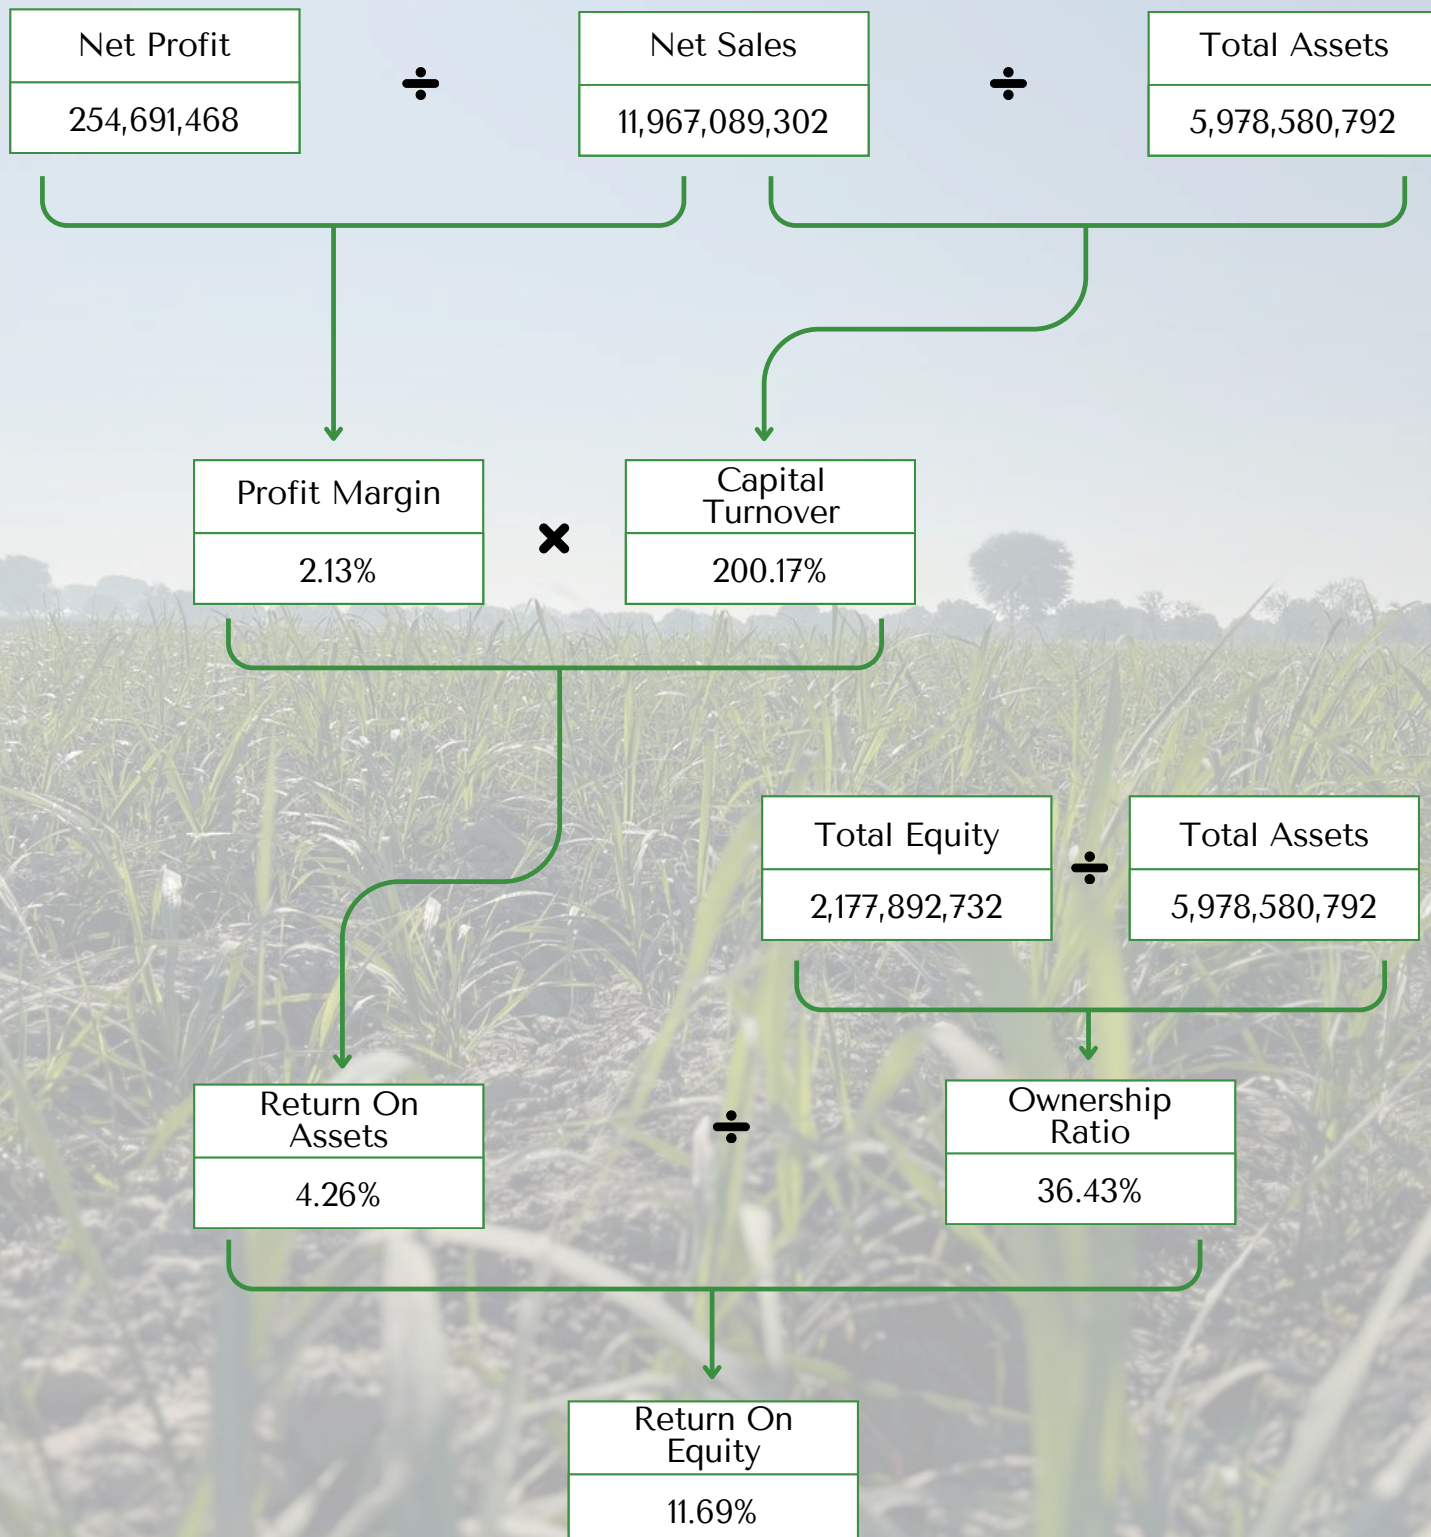 Net Profit
÷
Net Sales
÷
Total Assets
254,691,468
11,967,089,302
5,978,580,792
Profit Margin
×
Capital
Turnover
2.13%
200.17%
Total Equity
÷
Total Assets
2,177,892,732
5,978,580,792
Return On
Assets
÷
Ownership
Ratio
4.26%
36.43%
Return On
Equity
11.69%